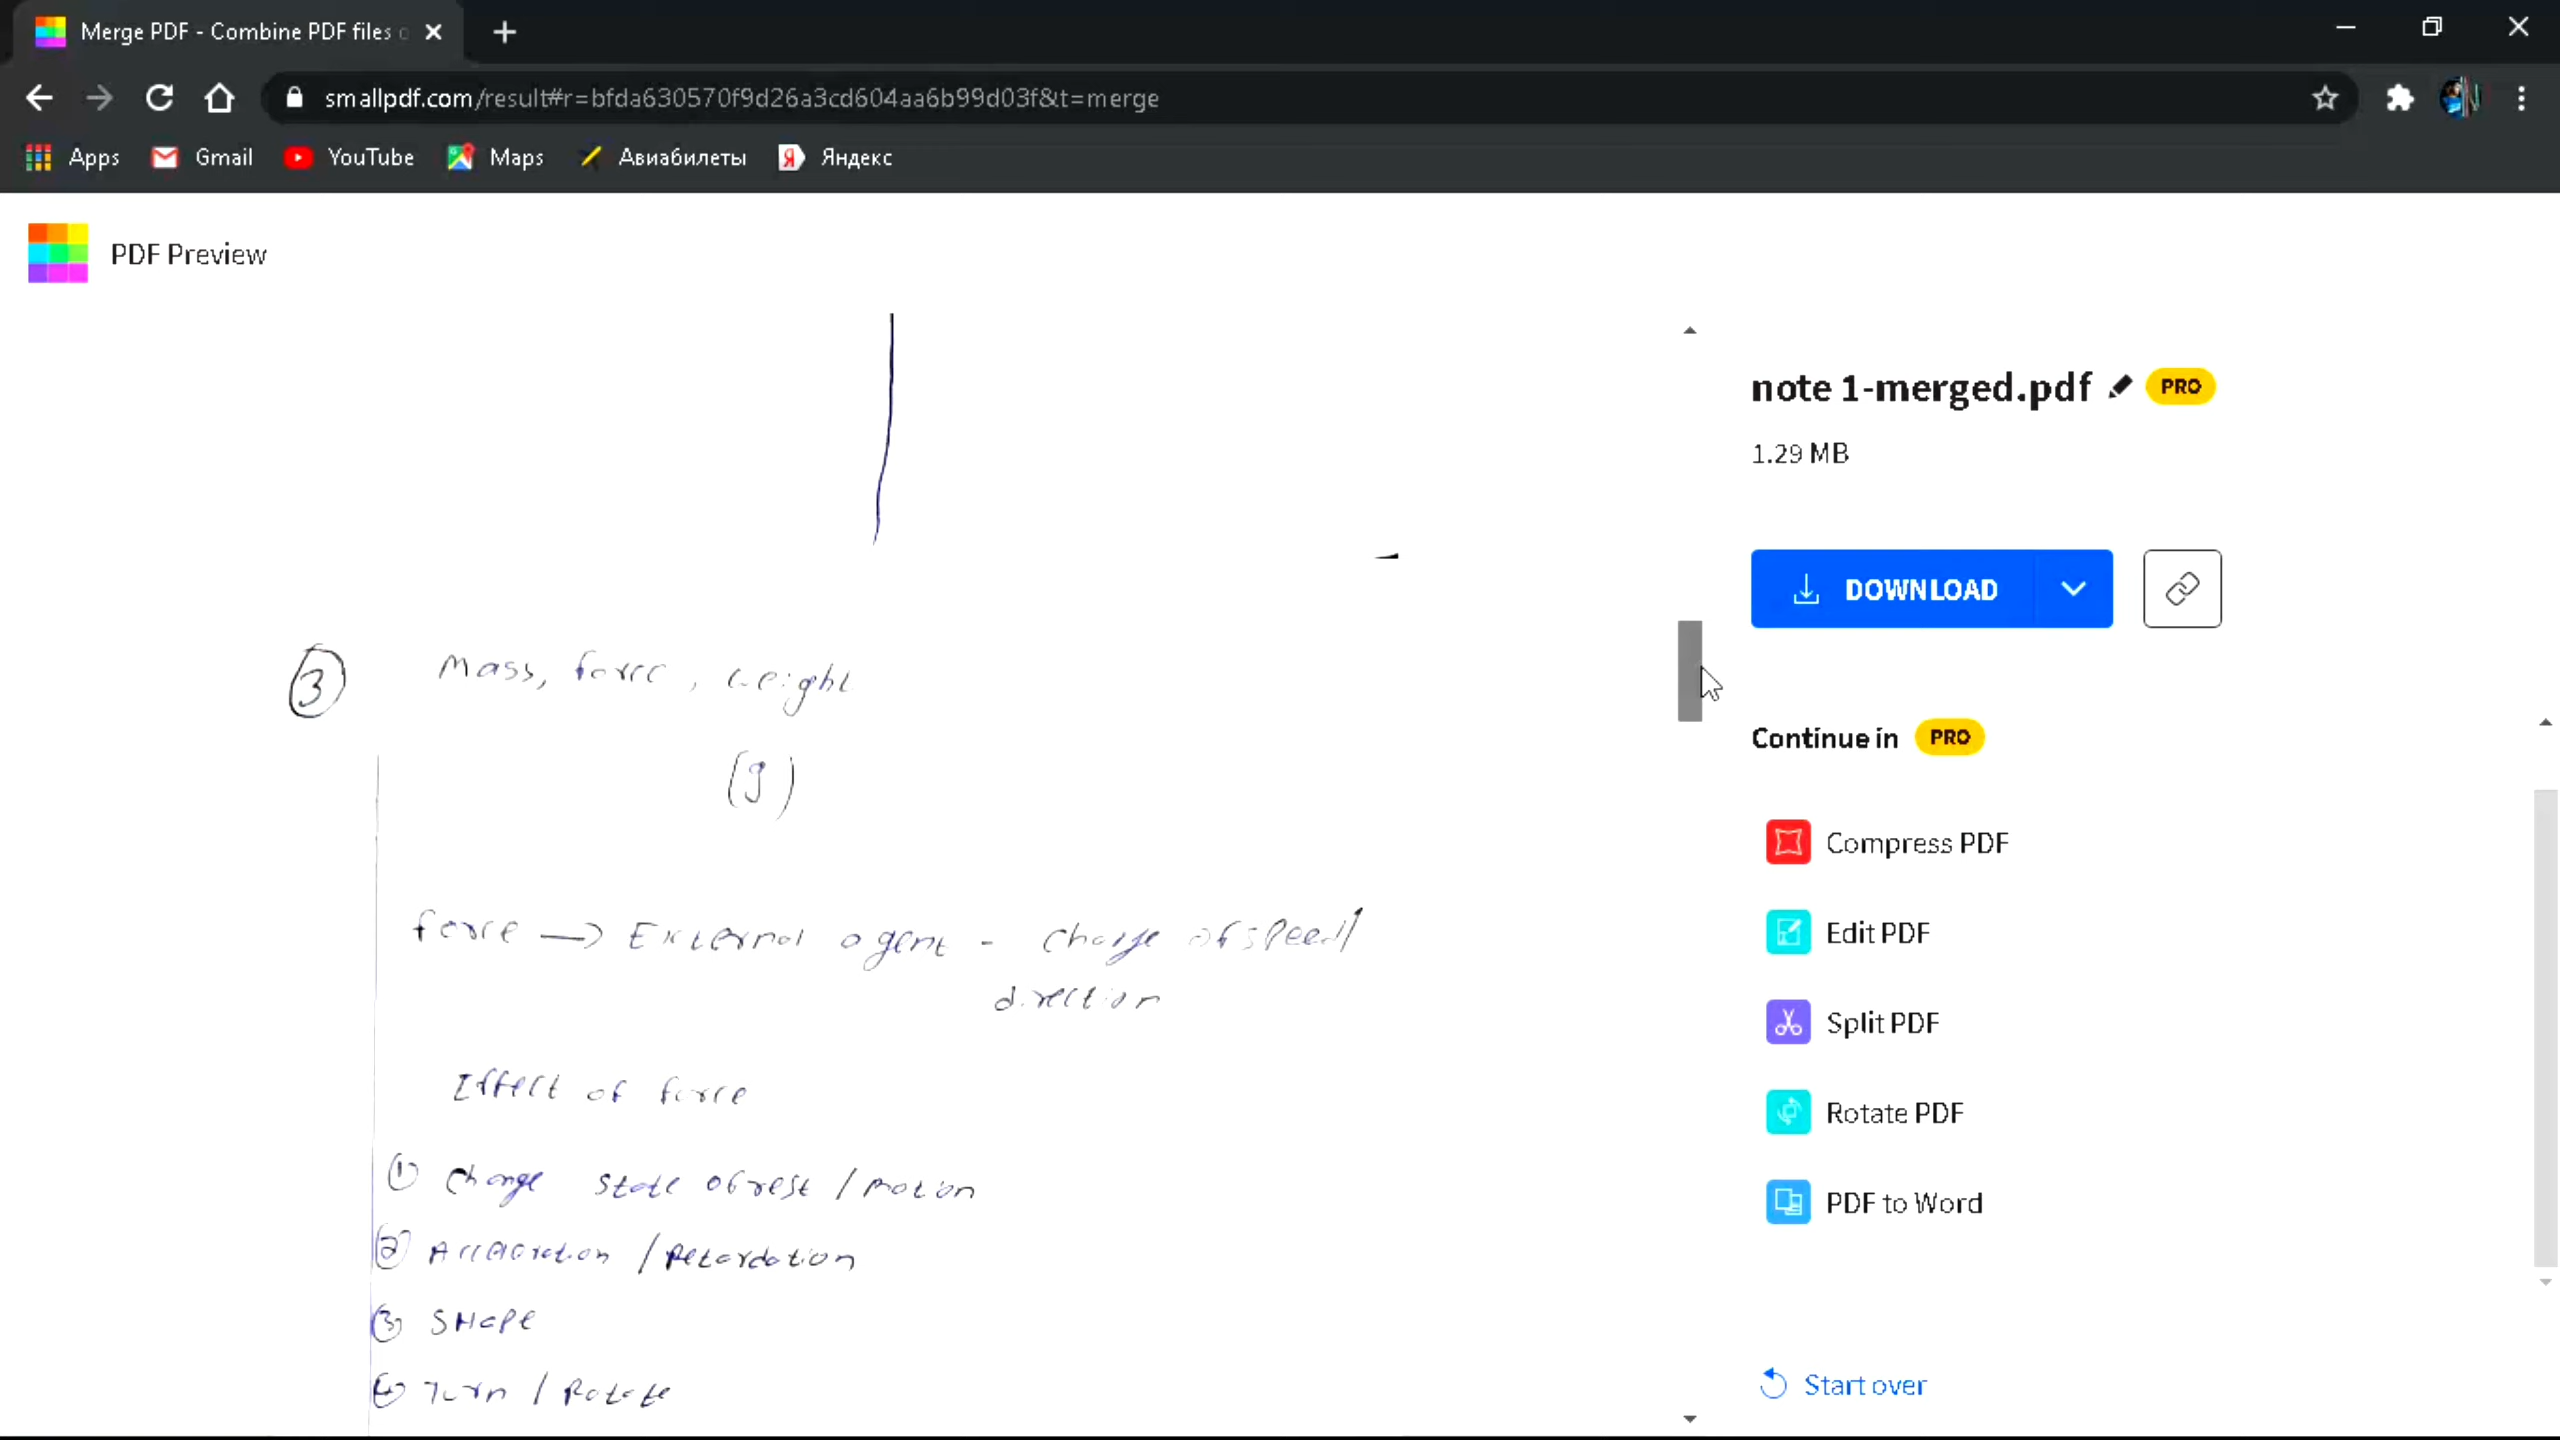 Merge PDF - Combine PDF files
smallpdf.com/result#r=bfda630570f9d26a3cd604aa6b99d03f&t=merge
Apps Gmail YouTube Maps Авиабилеты Яндекс
PDF Preview
③ Mass, force, weight
(g)
force → External agent - change of speed/
direction
Effect of force
① change state of rest / motion
② Acceleration / Retardation
③ SHape
④ Turn / Rotate
note 1-merged.pdf PRO
1.29 MB
DOWNLOAD
Continue in PRO
Compress PDF
Edit PDF
Split PDF
Rotate PDF
PDF to Word
Start over